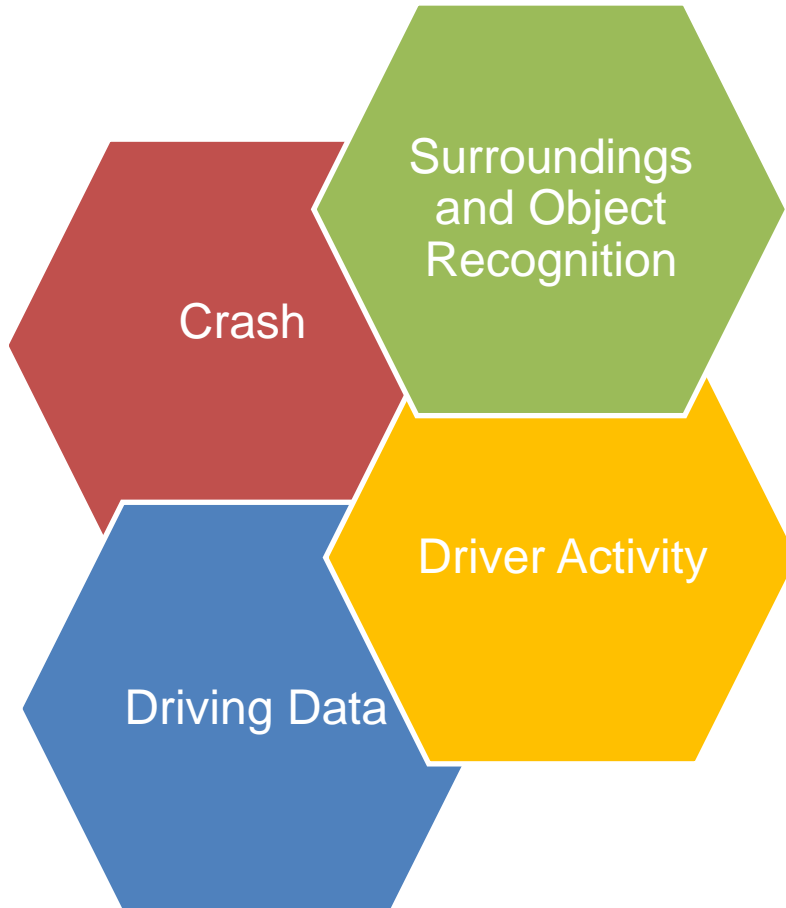 Surroundings
and Object
Recognition
Crash
Driver Activity
Driving Data